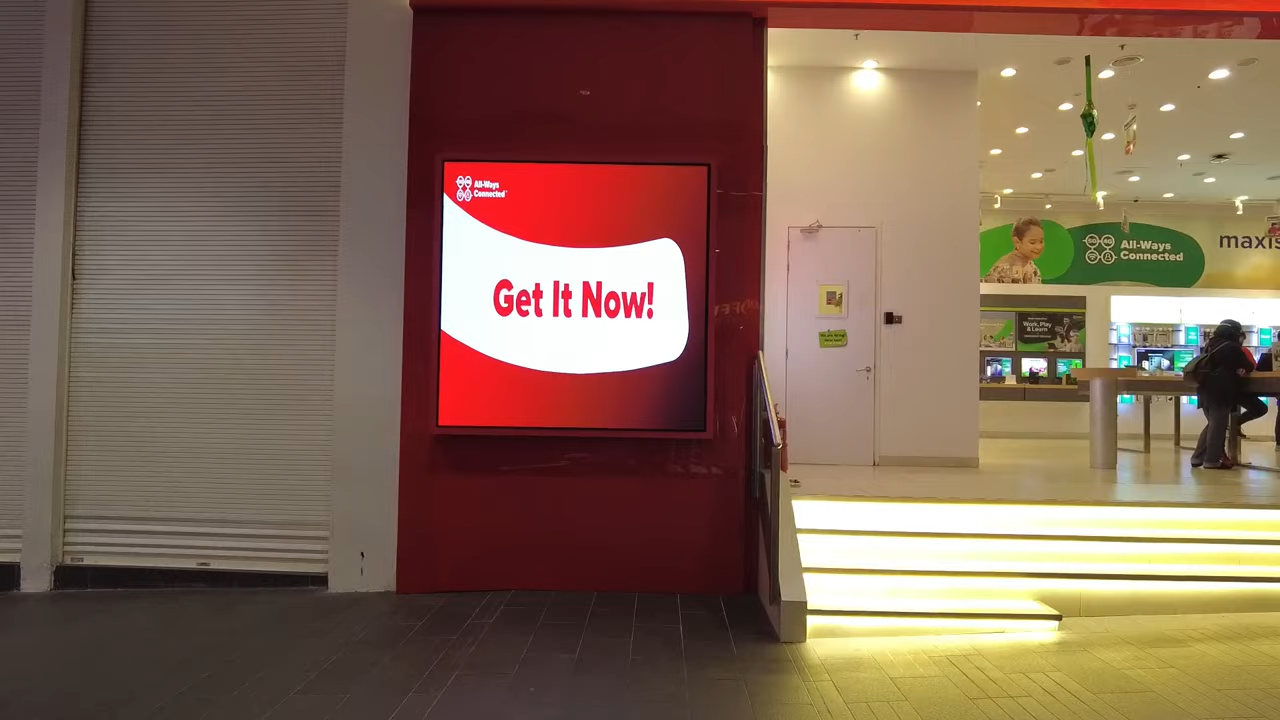 All-Ways
Connected
Get It Now!
All-Ways
Connected
maxis
Work, Play
& Learn